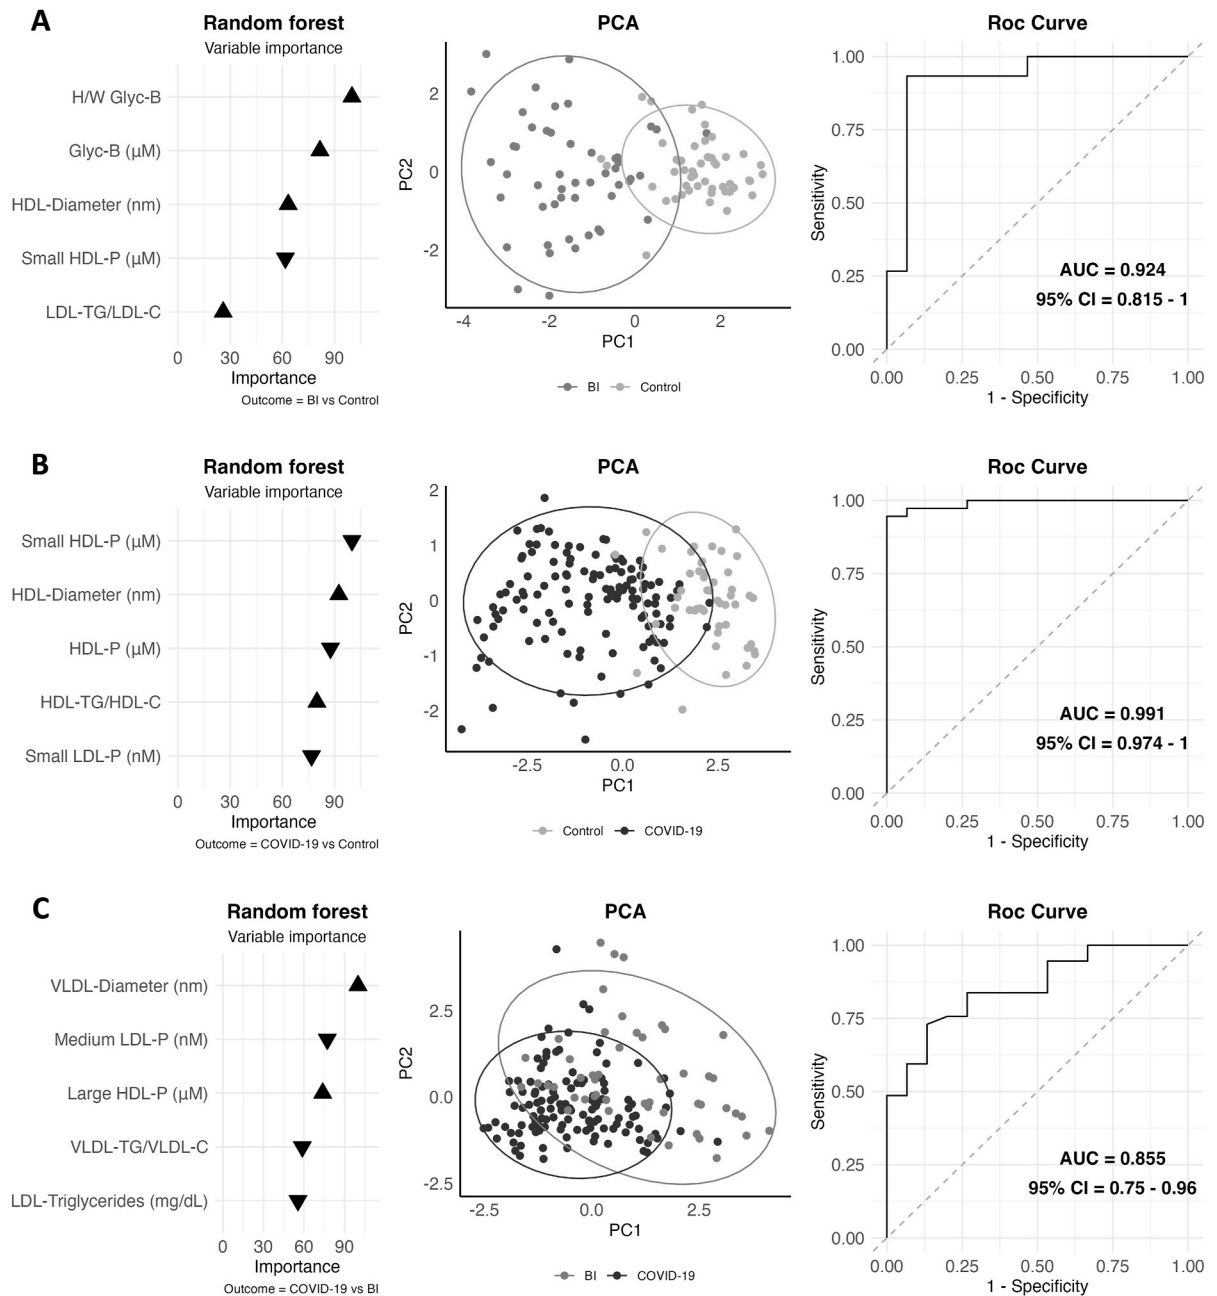 A
Random forest
Variable importance
H/W Glyc-B
Glyc-B (µM)
HDL-Diameter (nm)
Small HDL-P (µM)
LDL-TG/LDL-C
0 30 60 90
Importance
Outcome = BI vs Control
PCA
PC2
2
0
-2
-4 -2 0 2
PC1
BI Control
Roc Curve
Sensitivity
1.00
0.75
0.50
0.25
0.00
AUC = 0.924
95% CI = 0.815 - 1
0.00 0.25 0.50 0.75 1.00
1 - Specificity
B
Random forest
Variable importance
Small HDL-P (µM)
HDL-Diameter (nm)
HDL-P (µM)
HDL-TG/HDL-C
Small LDL-P (nM)
0 30 60 90
Importance
Outcome = COVID-19 vs Control
PCA
PC2
2
1
0
-1
-2
-2.5 0.0 2.5
PC1
Control COVID-19
Roc Curve
Sensitivity
1.00
0.75
0.50
0.25
0.00
AUC = 0.991
95% CI = 0.974 - 1
0.00 0.25 0.50 0.75 1.00
1 - Specificity
C
Random forest
Variable importance
VLDL-Diameter (nm)
Medium LDL-P (nM)
Large HDL-P (µM)
VLDL-TG/VLDL-C
LDL-Triglycerides (mg/dL)
0 30 60 90
Importance
Outcome = COVID-19 vs BI
PCA
PC2
2.5
0.0
-2.5
-2.5 0.0 2.5
PC1
BI COVID-19
Roc Curve
Sensitivity
1.00
0.75
0.50
0.25
0.00
AUC = 0.855
95% CI = 0.75 - 0.96
0.00 0.25 0.50 0.75 1.00
1 - Specificity